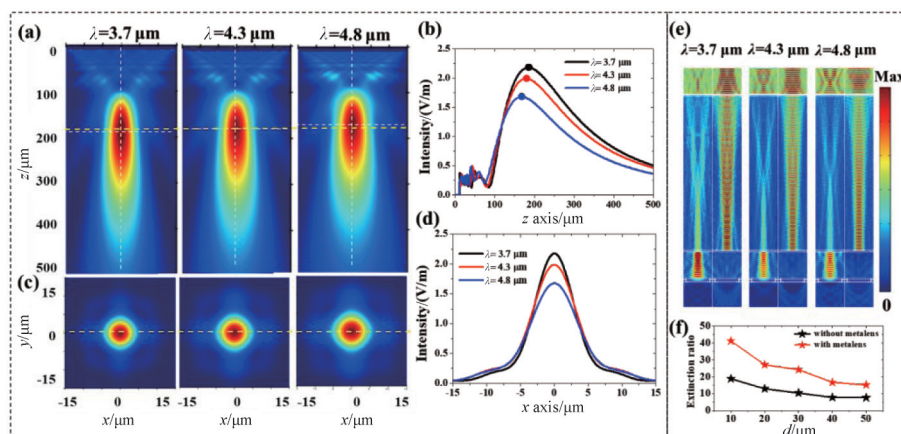 (a)
λ=3.7 μm
λ=4.3 μm
λ=4.8 μm
0
100
200
300
400
500
z/μm
(c)
15
0
-15
y/μm
-15 0 15
-15 0 15
-15 0 15
x/μm
x/μm
x/μm
(b)
2.5
2.0
1.5
1.0
0.5
0.0
Intensity/(V/m)
λ= 3.7 μm
λ= 4.3 μm
λ= 4.8 μm
0 100 200 300 400 500
z axis/μm
(d)
2.5
2.0
1.5
1.0
0.5
0.0
Intensity/(V/m)
λ= 3.7 μm
λ= 4.3 μm
λ= 4.8 μm
-15 -10 -5 0 5 10 15
x axis/μm
(e)
λ=3.7 μm λ=4.3 μm λ=4.8 μm
Max
0
(f)
50
40
30
20
10
0
Extinction ratio
without metalens
with metalens
10 20 30 40 50
d/μm